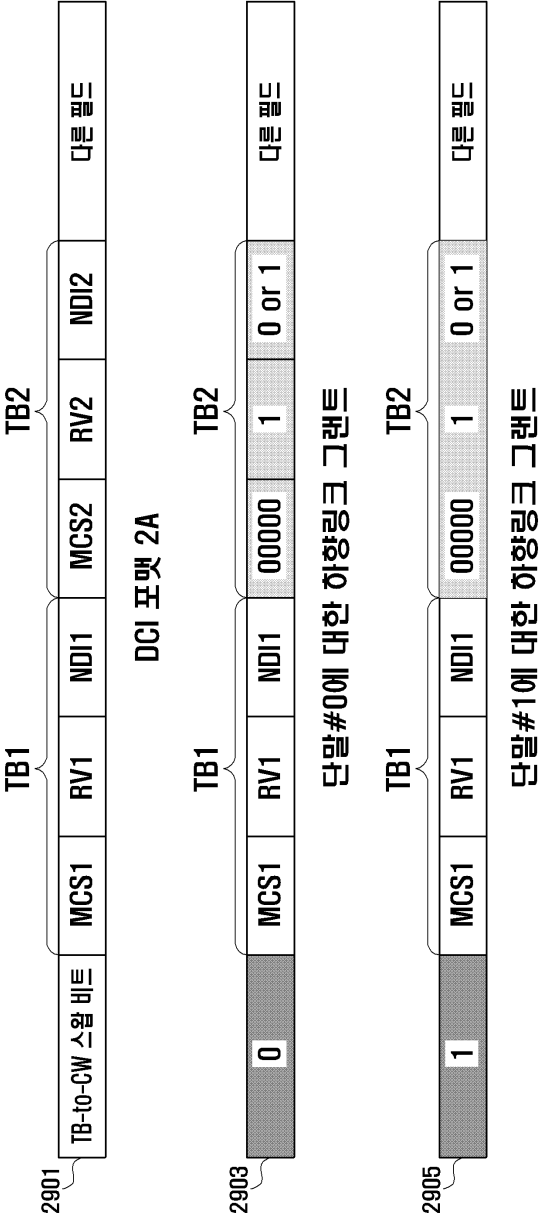 TB1 TB2
2901 TB-to-CW 스왑 비트 MCS1 RV1 NDI1 MCS2 RV2 NDI2 다른 필드
DCI 포맷 2A
TB1 TB2
2903 0 MCS1 RV1 NDI1 00000 1 0 or 1 다른 필드
단말#0에 대한 하향링크 그랜트
TB1 TB2
2905 1 MCS1 RV1 NDI1 00000 1 0 or 1 다른 필드
단말#1에 대한 하향링크 그랜트